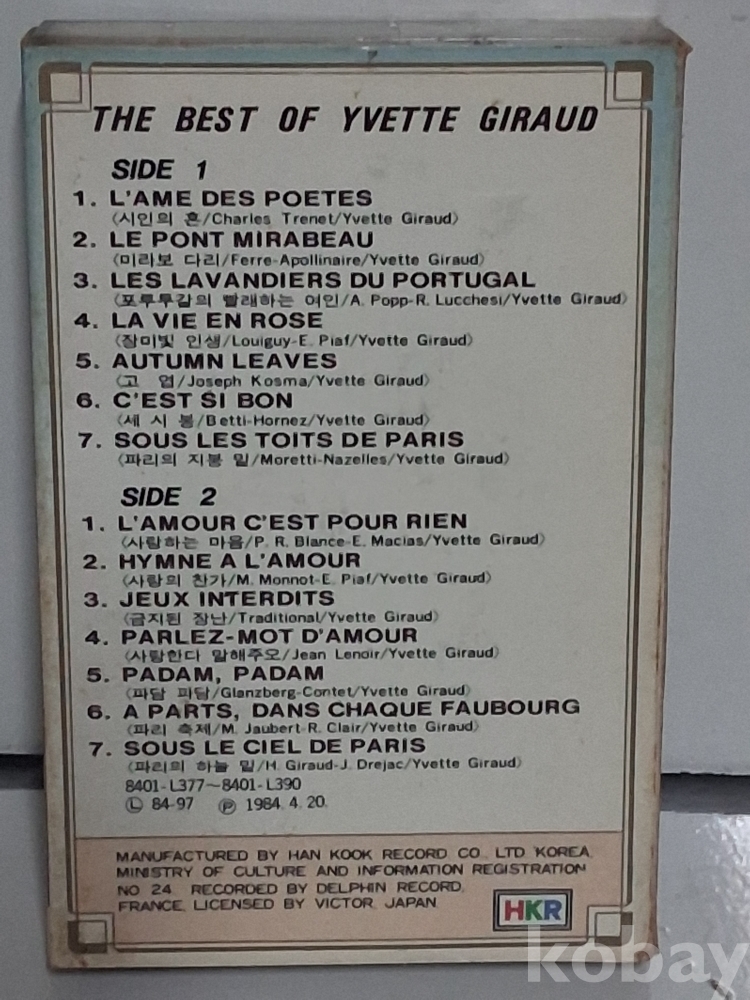 THE BEST OF YVETTE GIRAUD
SIDE 1
1. L'AME DES POETES
〈시인의 혼/Charles Trenet/Yvette Giraud〉
2. LE PONT MIRABEAU
〈미라보 다리/Ferre-Apollinaire/Yvette Giraud〉
3. LES LAVANDIERS DU PORTUGAL
〈포루투갈의 빨래하는 여인/A. Popp-R. Lucchesi/Yvette Giraud〉
4. LA VIE EN ROSE
〈장미빛 인생/Louiguy-E. Piaf/Yvette Giraud〉
5. AUTUMN LEAVES
〈고 엽/Joseph Kosma/Yvette Giraud〉
6. C'EST SI BON
〈세 시 봉/Betti-Hornez/Yvette Giraud〉
7. SOUS LES TOITS DE PARIS
〈파리의 지붕 밑/Moretti-Nazelles/Yvette Giraud〉
SIDE 2
1. L'AMOUR C'EST POUR RIEN
〈사랑하는 마음/P. R. Blance-E. Macias/Yvette Giraud〉
2. HYMNE A L'AMOUR
〈사랑의 찬가/M. Monnot-E. Piaf/Yvette Giraud〉
3. JEUX INTERDITS
〈금지된 장난/Traditional/Yvette Giraud〉
4. PARLEZ-MOT D'AMOUR
〈사랑한다 말해주오/Jean Lenoir/Yvette Giraud〉
5. PADAM, PADAM
〈파담 파담/Glanzberg-Contet/Yvette Giraud〉
6. A PARTS, DANS CHAQUE FAUBOURG
〈파리 축제/M. Jaubert-R. Clair/Yvette Giraud〉
7. SOUS LE CIEL DE PARIS
〈파리의 하늘 밑/H. Giraud-J. Drejac/Yvette Giraud〉
8401-L377~8401-L390
Ⓛ 84-97 Ⓟ 1984. 4. 20.
MANUFACTURED BY HAN KOOK RECORD CO., LTD KOREA
MINISTRY OF CULTURE AND INFORMATION REGISTRATION
NO 24. RECORDED BY DELPHIN RECORD,
FRANCE, LICENSED BY VICTOR, JAPAN
HKR
kobay